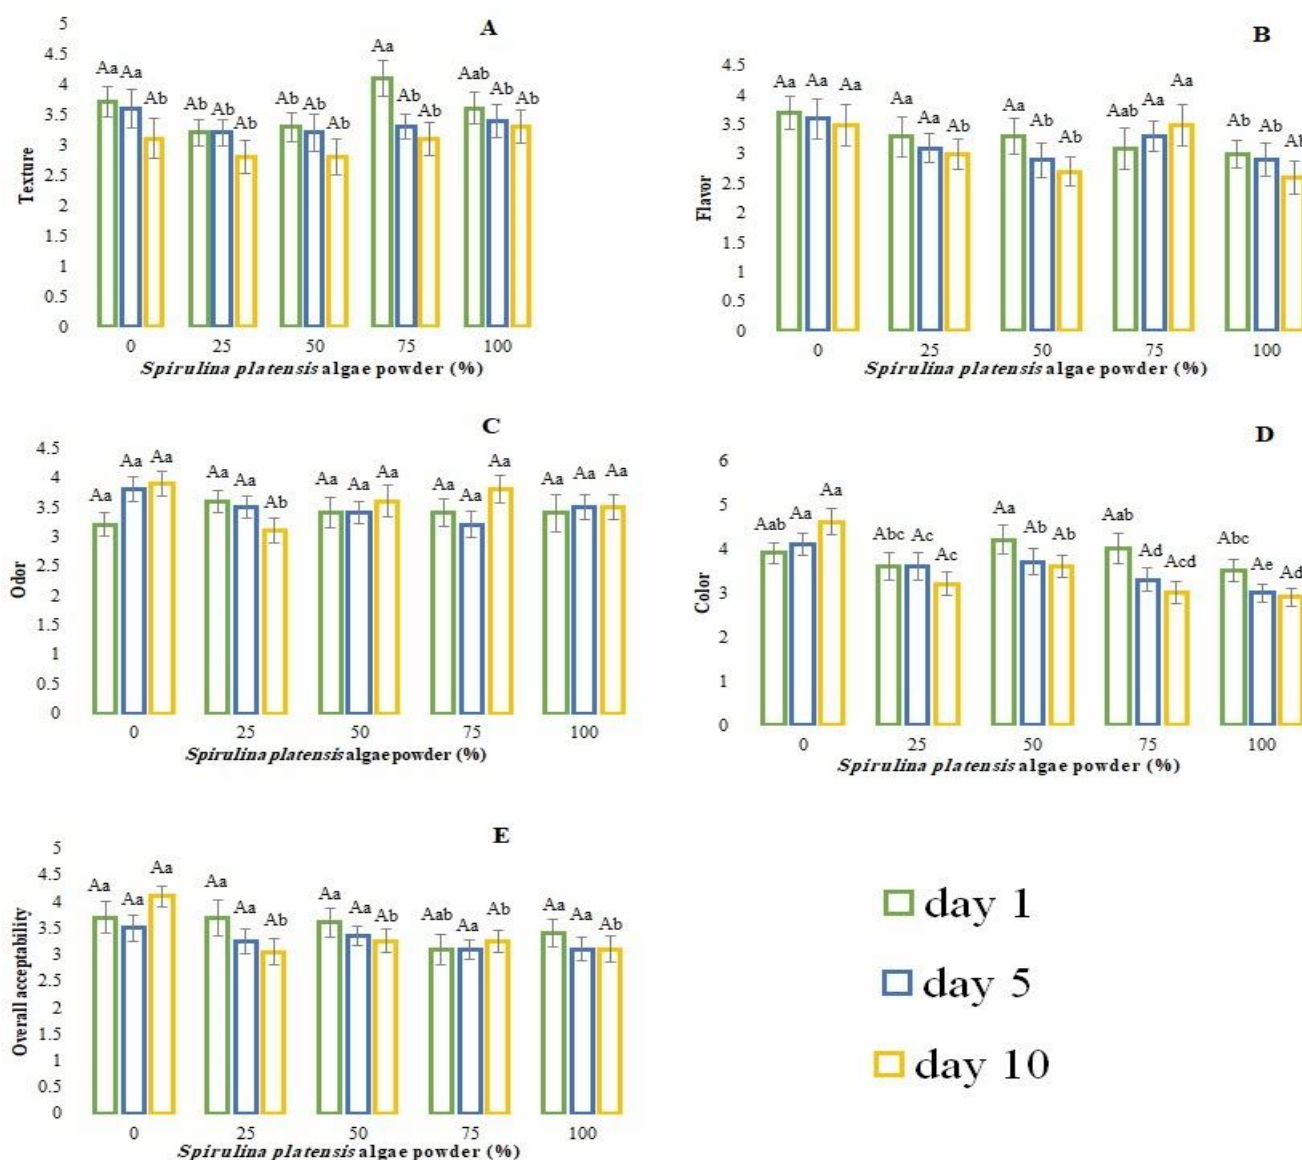 A
5
4.5
4
3.5
3
2.5
2
1.5
1
0.5
0
Texture
Aa Aa Ab
Ab Ab Ab
Ab Ab Ab
Aa Ab Ab
Aab Ab Ab
0 25 50 75 100
Spirulina platensis algae powder (%)
B
4.5
4
3.5
3
2.5
2
1.5
1
0.5
0
Flavor
Aa Aa Aa
Aa Aa Ab
Aa Ab Ab
Aab Aa Aa
Ab Ab Ab
0 25 50 75 100
Spirulina platensis algae powder (%)
C
4.5
4
3.5
3
2.5
2
1.5
1
0.5
0
Odor
Aa Aa Aa
Aa Aa Ab
Aa Aa Aa
Aa Aa Aa
Aa Aa Aa
0 25 50 75 100
Spirulina platensis algae powder (%)
D
6
5
4
3
2
1
0
Color
Aab Aa Aa
Abc Ac Ac
Aa Ab Ab
Aab Ad Acd
Abc Ae Ad
0 25 50 75 100
Spirulina platensis algae powder (%)
E
5
4.5
4
3.5
3
2.5
2
1.5
1
0.5
0
Overall acceptability
Aa Aa Aa
Aa Aa Ab
Aa Aa Ab
Aab Aa Ab
Aa Aa Ab
0 25 50 75 100
Spirulina platensis algae powder (%)
day 1
day 5
day 10